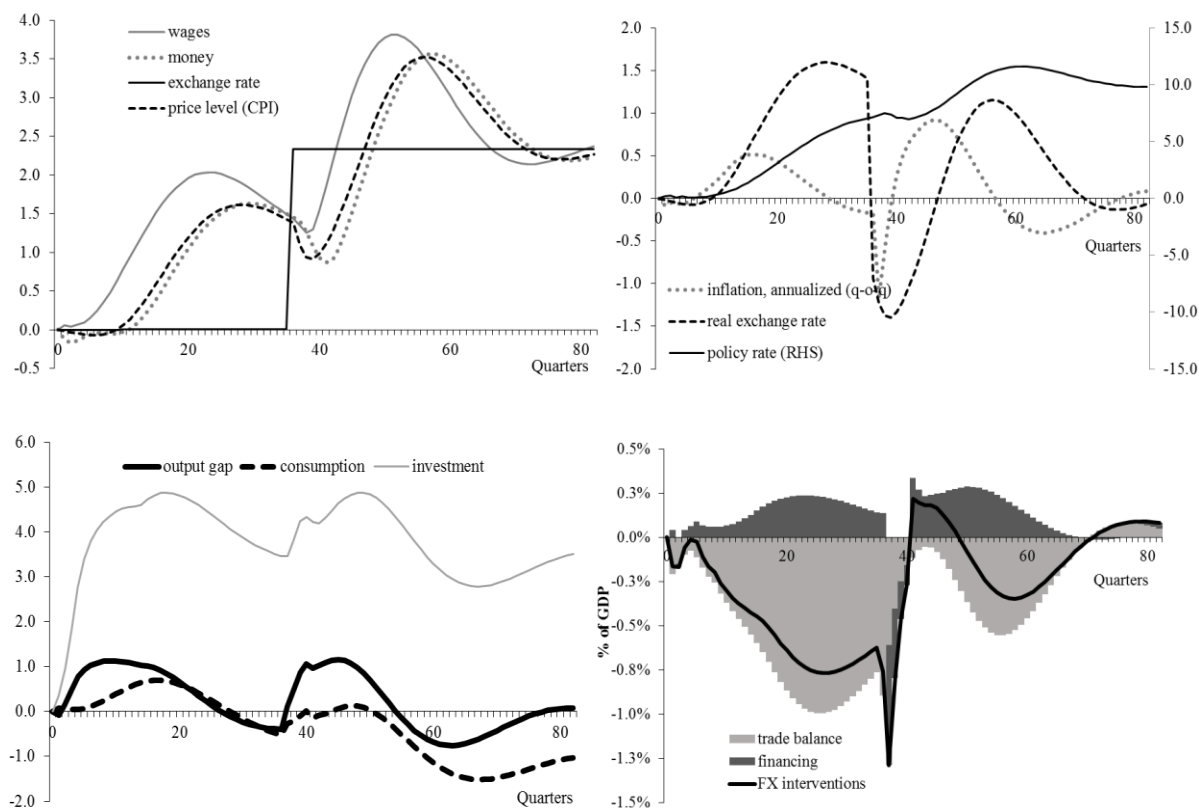 4.0
3.5
3.0
2.5
2.0
1.5
1.0
0.5
0.0
-0.5
wages
money
exchange rate
price level (CPI)
0 20 40 60 80
Quarters
2.0
1.5
1.0
0.5
0.0
-0.5
-1.0
-1.5
-2.0
15.0
10.0
5.0
0.0
-5.0
-10.0
-15.0
0 20 40 60 80
Quarters
inflation, annualized (q-o-q)
real exchange rate
policy rate (RHS)
6.0
5.0
4.0
3.0
2.0
1.0
0.0
-1.0
-2.0
output gap consumption investment
0 20 40 60 80
Quarters
0.5%
0.3%
0.0%
-0.3%
-0.5%
-0.8%
-1.0%
-1.3%
-1.5%
% of GDP
0 20 40 60 80
Quarters
trade balance
financing
FX interventions